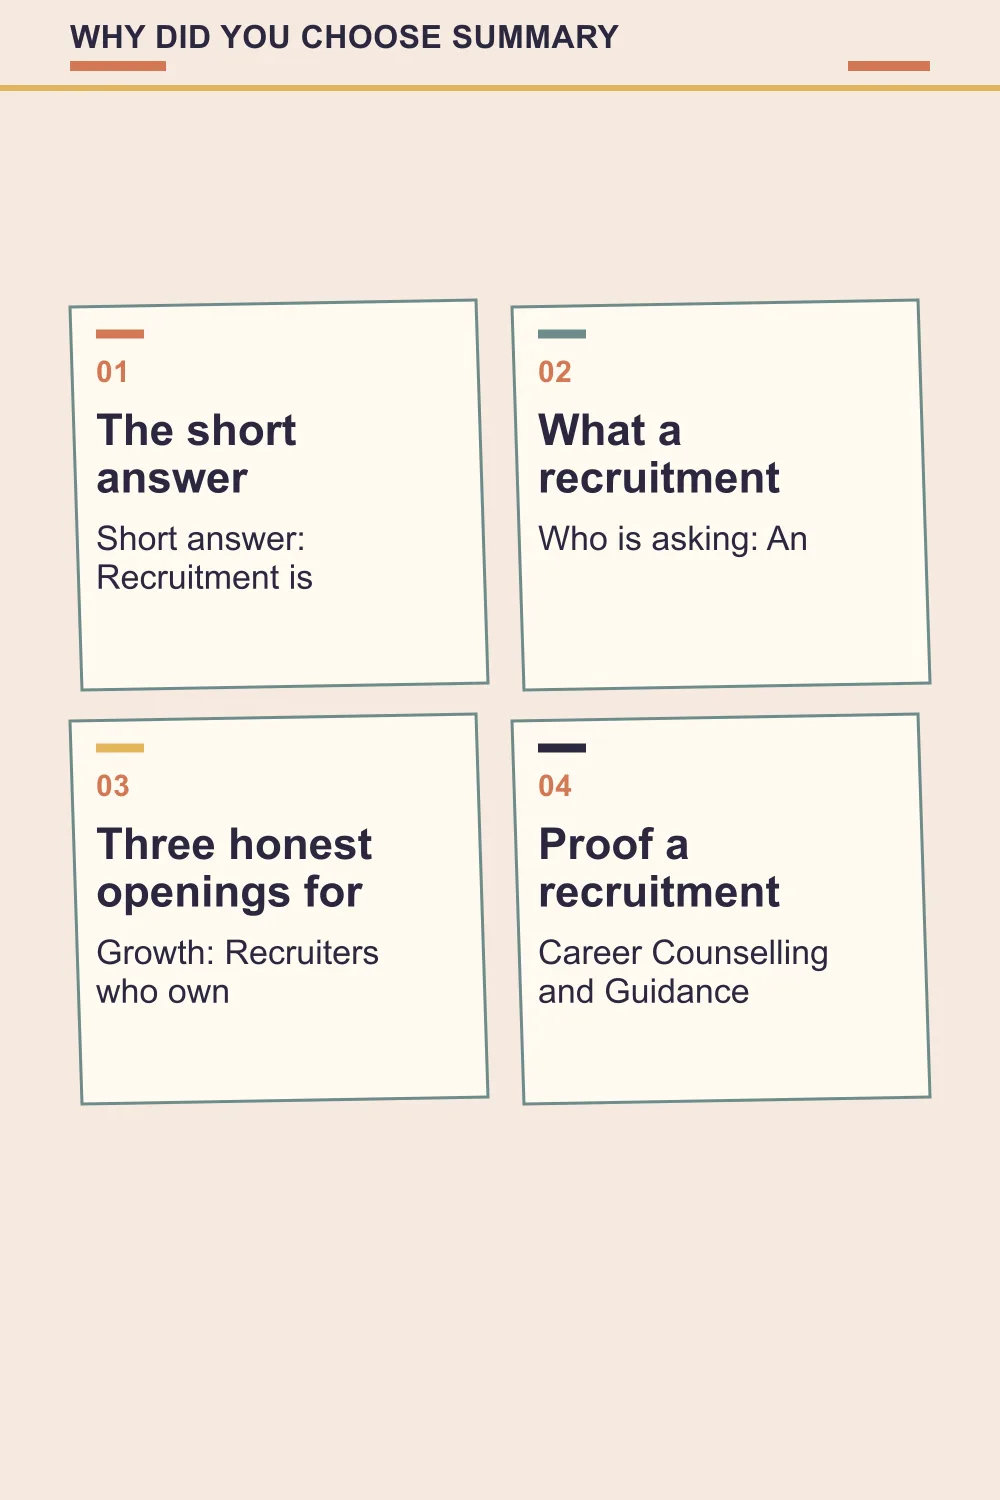 WHY DID YOU CHOOSE SUMMARY
01
The short
answer
Short answer:
Recruitment is
02
What a
recruitment
Who is asking: An
03
Three honest
openings for
Growth: Recruiters
who own
04
Proof a
recruitment
Career Counselling
and Guidance